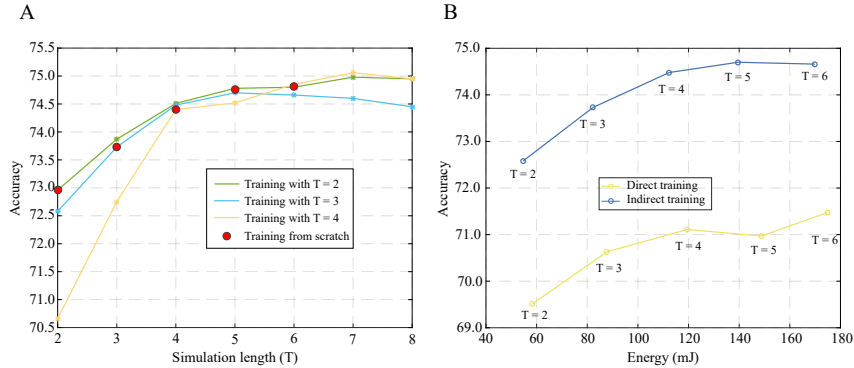 A
75.5
75.0
74.5
74.0
73.5
73.0
72.5
72.0
71.5
71.0
70.5
2
3
4
5
6
7
8
Accuracy
Simulation length (T)
Training with T = 2
Training with T = 3
Training with T = 4
Training from scratch
B
75.0
74.0
73.0
72.0
71.0
70.0
69.0
40
60
80
100
120
140
160
180
Accuracy
Energy (mJ)
T = 2
T = 3
T = 4
T = 5
T = 6
Direct training
Indirect training
T = 2
T = 3
T = 4
T = 5
T = 6